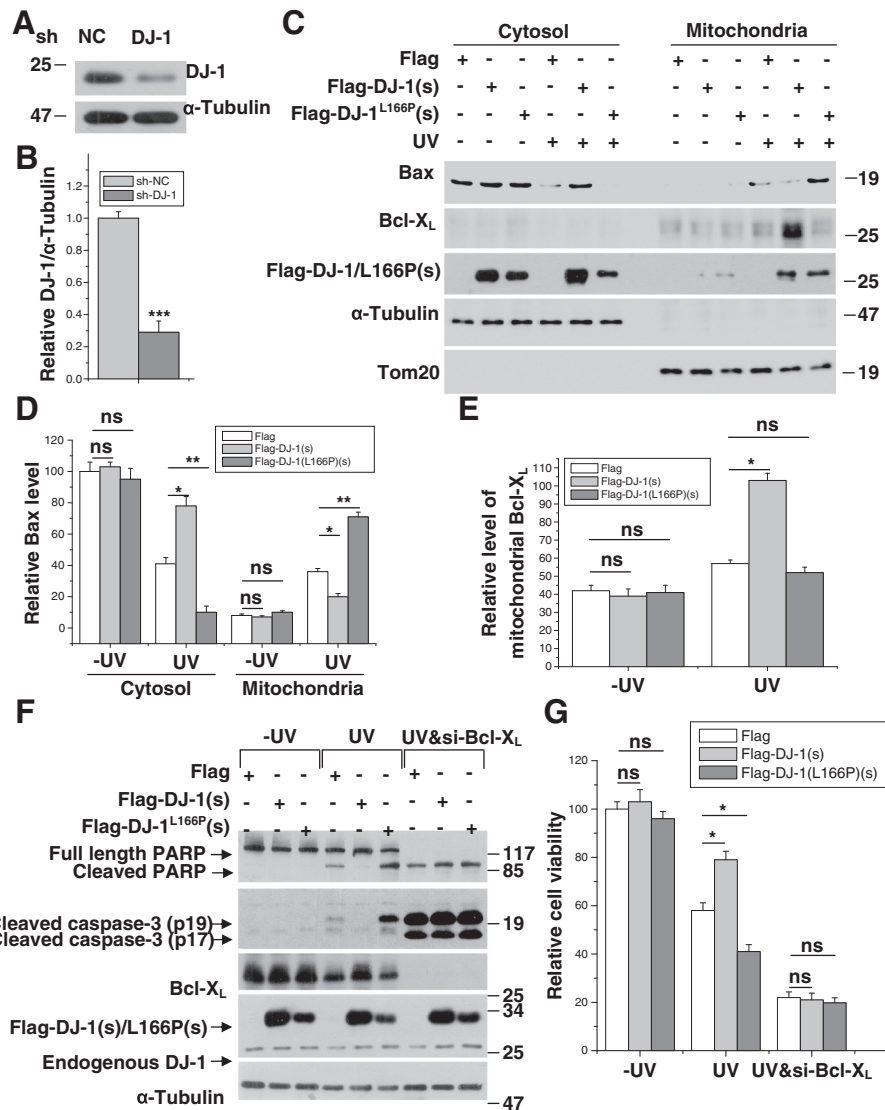 A
sh NC DJ-1
25
DJ-1
α-Tubulin
47
B
sh-NC
sh-DJ-1
Relative DJ-1/α-Tubulin
1.2
1.0
0.8
0.6
0.4
0.2
0.0
***
C
Cytosol Mitochondria
Flag + - - + - - + - - + - -
Flag-DJ-1(s) - + - - + - - + - - + -
Flag-DJ-1L166P(s) - - + - - + - - + - - +
UV - - - + + + - - - + + +
Bax –19
Bcl-XL –25
Flag-DJ-1/L166P(s) –25
α-Tubulin –47
Tom20 –19
D
Flag
Flag-DJ-1(s)
Flag-DJ-1(L166P)(s)
Relative Bax level
120
100
80
60
40
20
0
ns
ns
**
*
ns
ns
**
*
-UV UV -UV UV
Cytosol Mitochondria
E
Flag
Flag-DJ-1(s)
Flag-DJ-1(L166P)(s)
Relative level of
mitochondrial Bcl-XL
110
105
100
90
80
70
60
50
40
30
20
10
0
ns
ns
ns
*
-UV UV
F
-UV UV UV&si-Bcl-XL
Flag + - - + - - + - -
Flag-DJ-1(s) - + - - + - - + -
Flag-DJ-1L166P(s) - - + - - + - - +
Full length PARP –117
Cleaved PARP –85
Cleaved caspase-3 (p19) –19
Cleaved caspase-3 (p17)
Bcl-XL
25
34
Flag-DJ-1(s)/L166P(s)
25
Endogenous DJ-1
α-Tubulin
47
G
Flag
Flag-DJ-1(s)
Flag-DJ-1(L166P)(s)
Relative cell viability
120
100
80
60
40
20
0
ns
ns
*
*
ns
ns
-UV UV UV&si-Bcl-XL